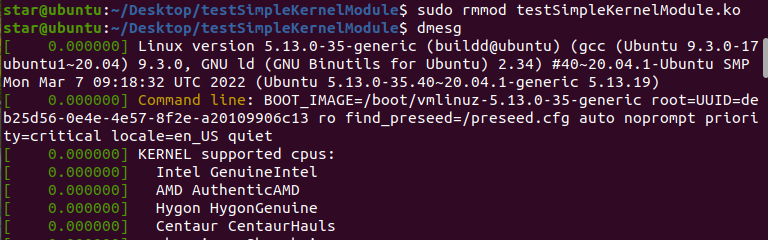 star@ubuntu:~/Desktop/testSimpleKernelModule$ sudo rmmod testSimpleKernelModule.ko
star@ubuntu:~/Desktop/testSimpleKernelModule$ dmesg
[    0.000000] Linux version 5.13.0-35-generic (buildd@ubuntu) (gcc (Ubuntu 9.3.0-17
ubuntu1~20.04) 9.3.0, GNU ld (GNU Binutils for Ubuntu) 2.34) #40~20.04.1-Ubuntu SMP
Mon Mar 7 09:18:32 UTC 2022 (Ubuntu 5.13.0-35.40~20.04.1-generic 5.13.19)
[    0.000000] Command line: BOOT_IMAGE=/boot/vmlinuz-5.13.0-35-generic root=UUID=de
b25d56-0e4e-4e57-8f2e-a20109906c13 ro find_preseed=/preseed.cfg auto noprompt priori
ty=critical locale=en_US quiet
[    0.000000] KERNEL supported cpus:
[    0.000000]   Intel GenuineIntel
[    0.000000]   AMD AuthenticAMD
[    0.000000]   Hygon HygonGenuine
[    0.000000]   Centaur CentaurHauls